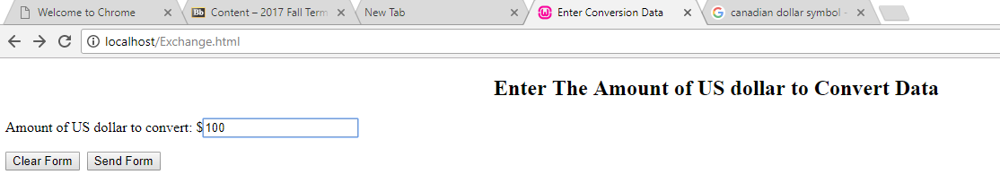 Welcome to Chrome
Bb Content – 2017 Fall Term
New Tab
Enter Conversion Data
G canadian dollar symbol -
localhost/Exchange.html
Enter The Amount of US dollar to Convert Data
Amount of US dollar to convert: $100
Clear Form Send Form